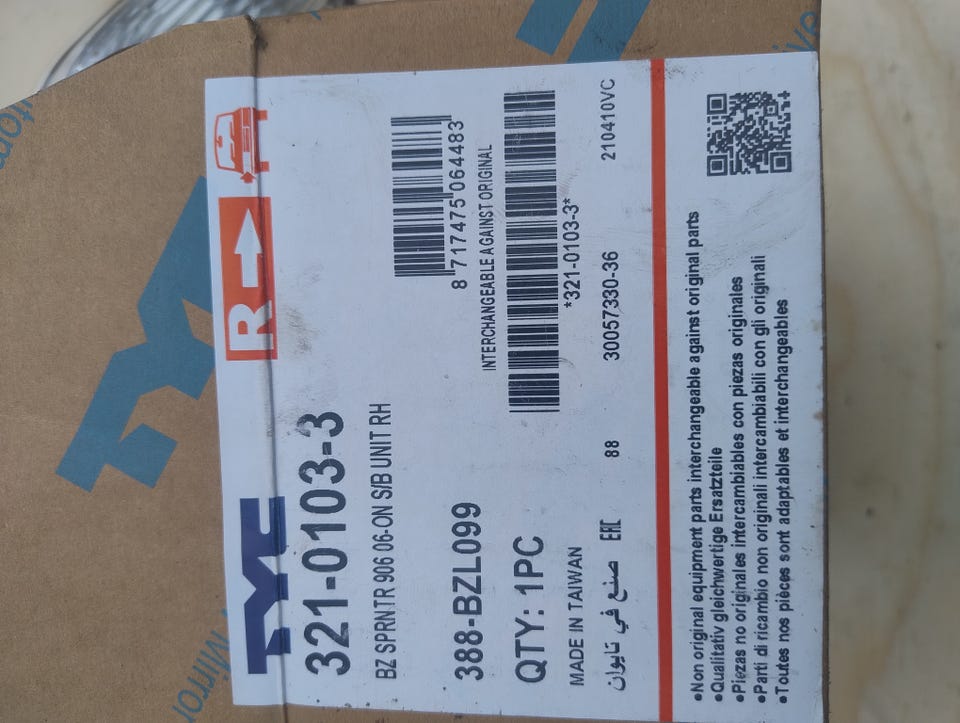 TYC
R
321-0103-3
BZ SPRNTR 906 06-ON S/B UNIT RH
8 717475 064483
388-BZL099
INTERCHANGEABLE AGAINST ORIGINAL
QTY: 1PC
*321-0103-3*
MADE IN TAIWAN
صنع في تايوان
EAC
88
30057330-36
210410VC
•Non original equipment parts interchangeable against original parts
•Qualitativ gleichwertige Ersatzteile
•Piezas no originales intercambiables con piezas originales
•Parti di ricambio non originali intercambiabili con gli originali
•Toutes nos pièces sont adaptables et interchangeables
TYC
Mirror